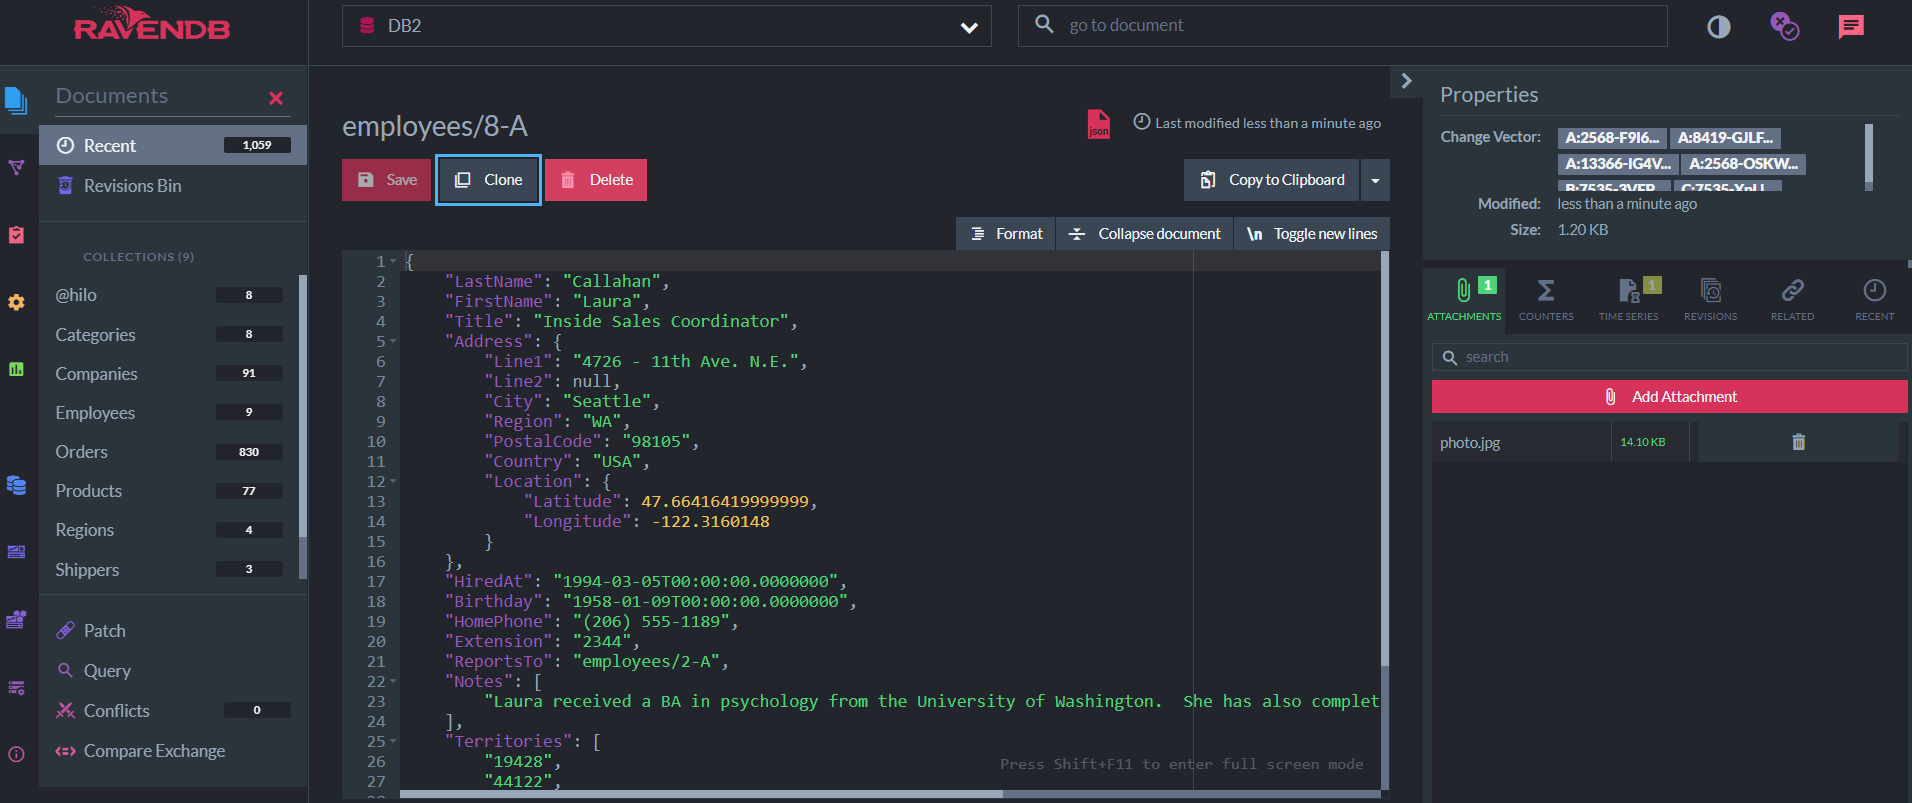 RAVENDB
DB2
go to document
Documents
Recent 1,059
Revisions Bin
COLLECTIONS (9)
@hilo 8
Categories 8
Companies 91
Employees 9
Orders 830
Products 77
Regions 4
Shippers 3
Patch
Query
Conflicts 0
Compare Exchange
employees/8-A
json
Last modified less than a minute ago
Save
Clone
Delete
Copy to Clipboard
Format
Collapse document
\n Toggle new lines
1 {
2 "LastName": "Callahan",
3 "FirstName": "Laura",
4 "Title": "Inside Sales Coordinator",
5 "Address": {
6 "Line1": "4726 - 11th Ave. N.E.",
7 "Line2": null,
8 "City": "Seattle",
9 "Region": "WA",
10 "PostalCode": "98105",
11 "Country": "USA",
12 "Location": {
13 "Latitude": 47.66416419999999,
14 "Longitude": -122.3160148
15 }
16 },
17 "HiredAt": "1994-03-05T00:00:00.0000000",
18 "Birthday": "1958-01-09T00:00:00.0000000",
19 "HomePhone": "(206) 555-1189",
20 "Extension": "2344",
21 "ReportsTo": "employees/2-A",
22 "Notes": [
23 "Laura received a BA in psychology from the University of Washington.  She has also complet
24 ],
25 "Territories": [
26 "19428",
27 "44122",
Press Shift+F11 to enter full screen mode
Properties
Change Vector: A:2568-F9I6... A:8419-GJLF...
A:13366-IG4V... A:2568-OSKW...
Modified: less than a minute ago
Size: 1.20 KB
1
ATTACHMENTS
COUNTERS
1
TIME SERIES
REVISIONS
RELATED
RECENT
search
Add Attachment
photo.jpg 14.10 KB